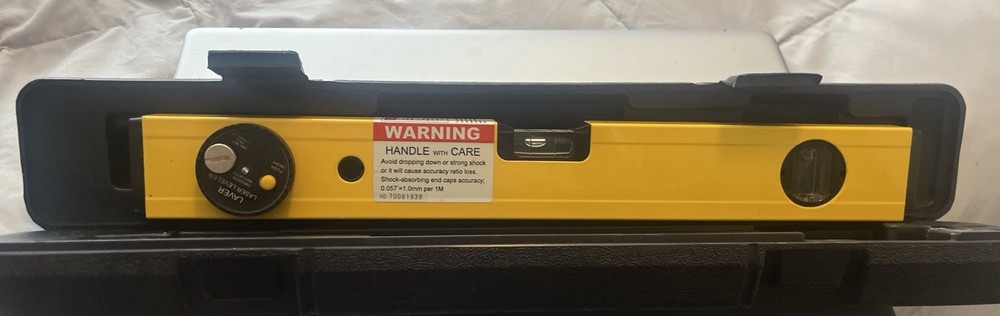 WARNING
HANDLE WITH CARE
Avoid dropping down or strong shock
or it will cause accuracy ratio loss.
Shock-absorbing end caps accuracy;
0.057°=1.0mm per 1M
NO 70061838
LAVER
LASER LEVELER